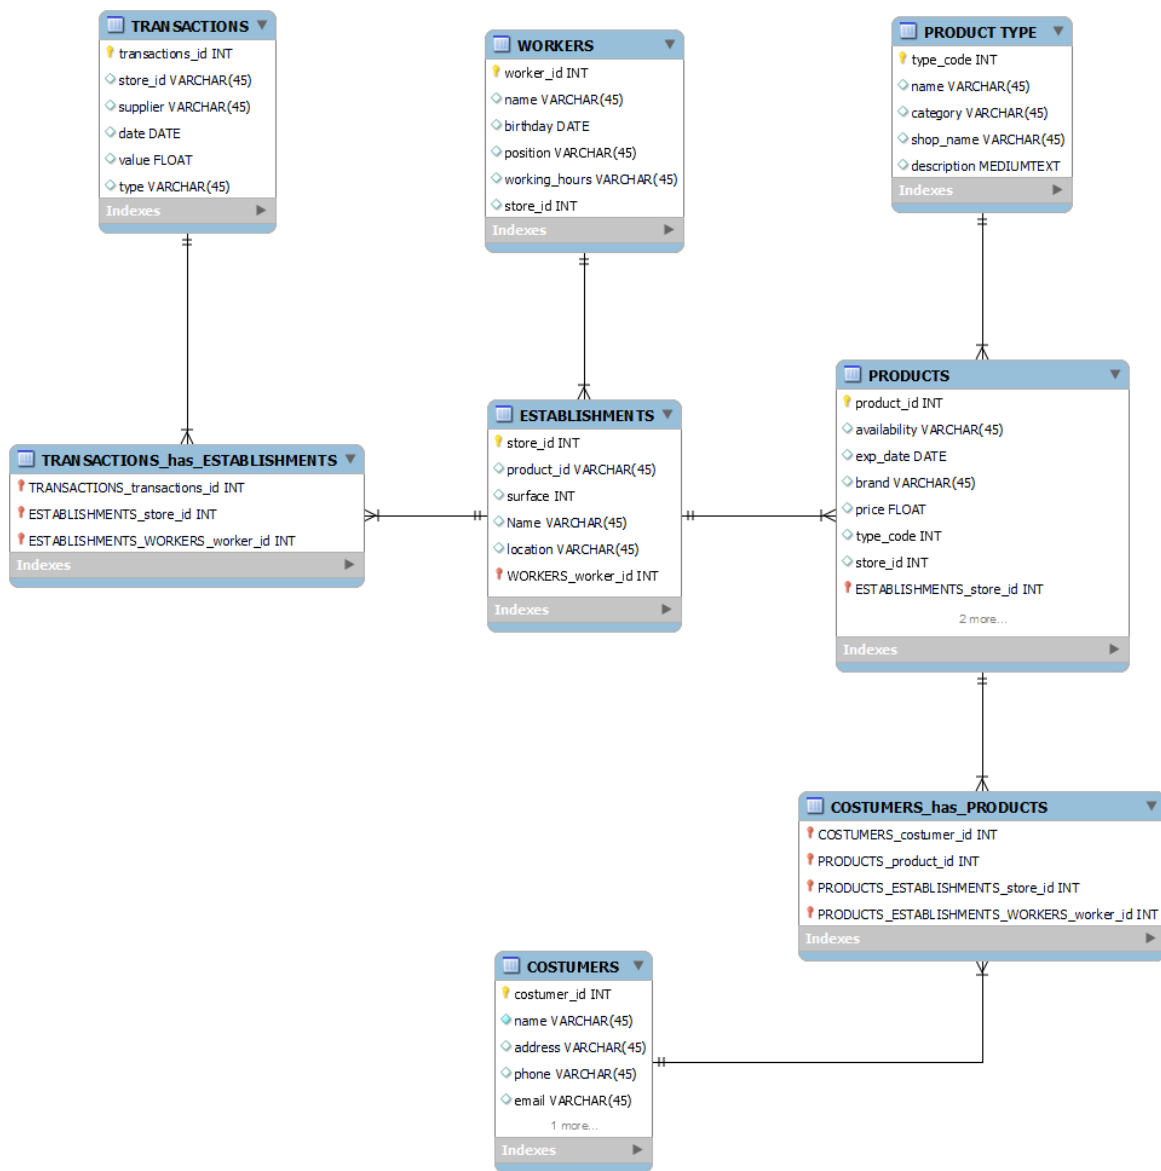 TRANSACTIONS
transactions_id INT
store_id VARCHAR(45)
supplier VARCHAR(45)
date DATE
value FLOAT
type VARCHAR(45)
Indexes
WORKERS
worker_id INT
name VARCHAR(45)
birthday DATE
position VARCHAR(45)
working_hours VARCHAR(45)
store_id INT
Indexes
PRODUCT TYPE
type_code INT
name VARCHAR(45)
category VARCHAR(45)
shop_name VARCHAR(45)
description MEDIUMTEXT
Indexes
TRANSACTIONS_has_ESTABLISHMENTS
TRANSACTIONS_transactions_id INT
ESTABLISHMENTS_store_id INT
ESTABLISHMENTS_WORKERS_worker_id INT
Indexes
ESTABLISHMENTS
store_id INT
product_id VARCHAR(45)
surface INT
Name VARCHAR(45)
location VARCHAR(45)
WORKERS_worker_id INT
Indexes
PRODUCTS
product_id INT
availability VARCHAR(45)
exp_date DATE
brand VARCHAR(45)
price FLOAT
type_code INT
store_id INT
ESTABLISHMENTS_store_id INT
2 more...
Indexes
COSTUMERS_has_PRODUCTS
COSTUMERS_costumer_id INT
PRODUCTS_product_id INT
PRODUCTS_ESTABLISHMENTS_store_id INT
PRODUCTS_ESTABLISHMENTS_WORKERS_worker_id INT
Indexes
COSTUMERS
costumer_id INT
name VARCHAR(45)
address VARCHAR(45)
phone VARCHAR(45)
email VARCHAR(45)
1 more...
Indexes